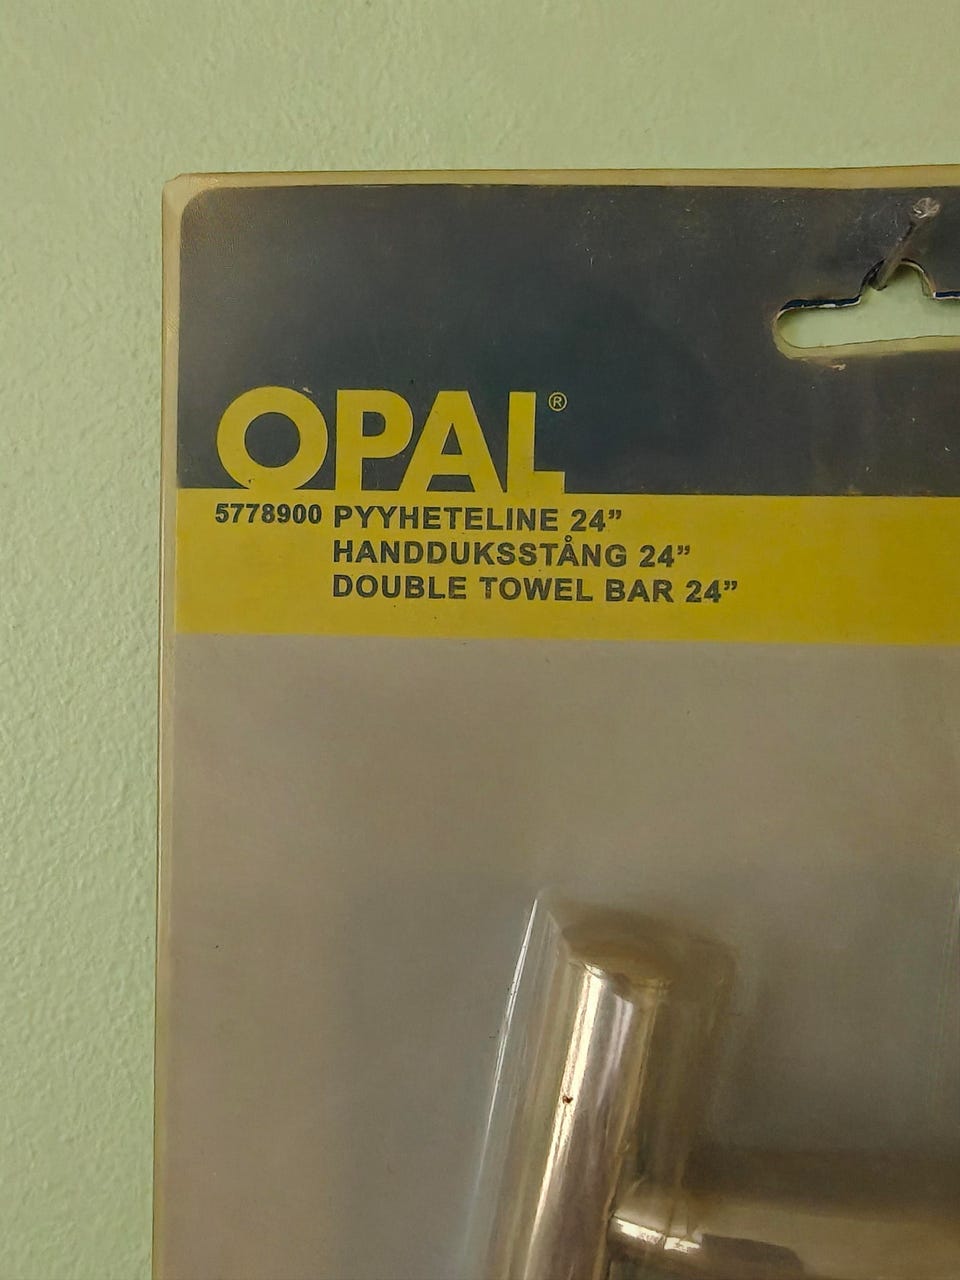 OPAL®
5778900 PYYHETELINE 24”
HANDDUKSSTÅNG 24”
DOUBLE TOWEL BAR 24”